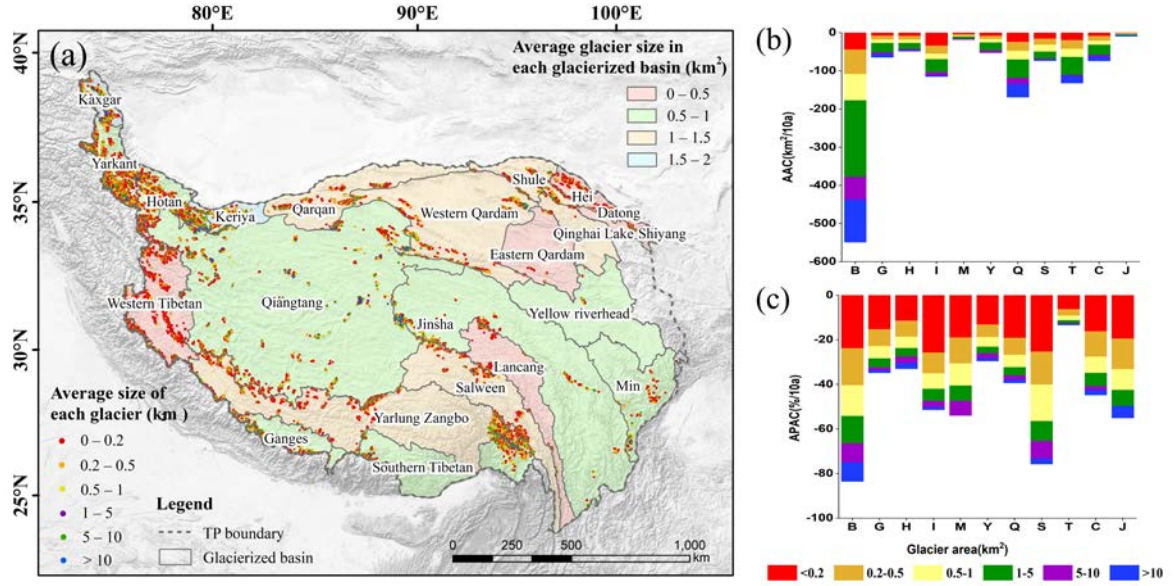 80°E 90°E 100°E
40°N
35°N
30°N
25°N
(a)
Average glacier size in
each glacierized basin (km²)
0 – 0.5
0.5 – 1
1 – 1.5
1.5 – 2
Kaxgar
Yarkant
Hotan
Keriya
Qarqan
Western Qardam
Shule
Hei
Datong
Qinghai Lake Shiyang
Eastern Qardam
Western Tibetan
Qiangtang
Yellow riverhead
Jinsha
Lancang
Min
Salween
Yarlung Zangbo
Ganges
Southern Tibetan
Average size of
each glacier (km )
0 – 0.2
0.2 – 0.5
0.5 – 1
1 – 5
5 – 10
> 10
Legend
TP boundary
Glacierized basin
0 250 500 1,000
km
(b)
AAC(km²/10a)
0
-100
-200
-300
-400
-500
-600
B G H I M Y Q S T C J
(c)
APAC(%/10a)
0
-20
-40
-60
-80
-100
B G H I M Y Q S T C J
Glacier area(km²)
<0.2 0.2-0.5 0.5-1 1-5 5-10 >10